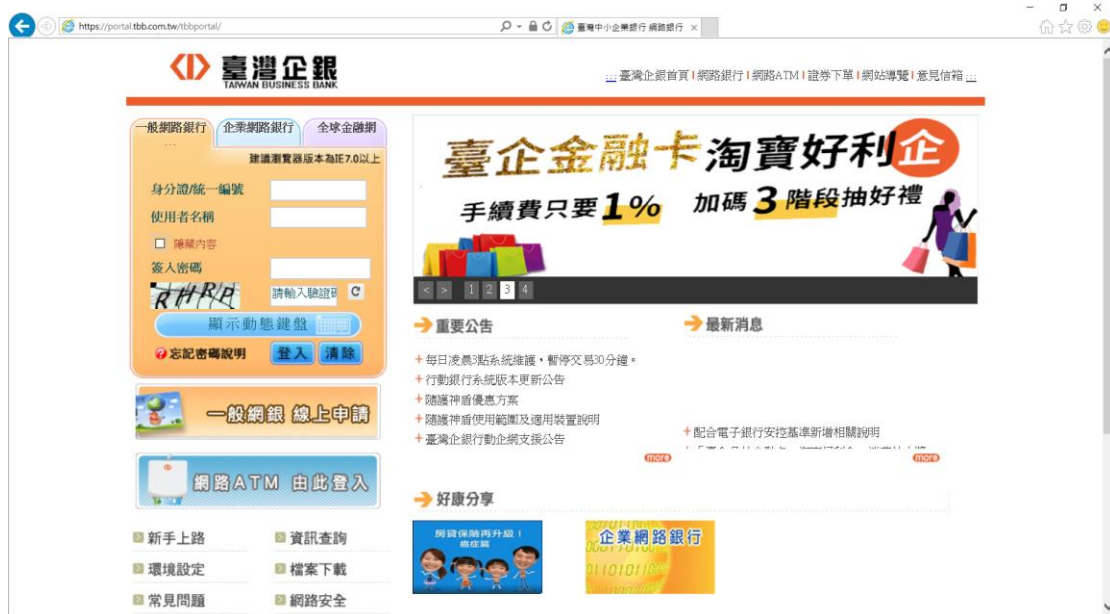 https://portal.tbb.com.tw/tbbportal/
臺灣中小企業銀行 網路銀行
臺灣企銀
TAIWAN BUSINESS BANK
::: 臺灣企銀首頁 | 網路銀行 | 網路ATM | 證券下單 | 網站導覽 | 意見信箱 :::
一般網路銀行 企業網路銀行 全球金融網
建議瀏覽器版本為IE7.0以上
身分證/統一編號
使用者名稱
隱藏內容
簽入密碼
RHRP 請輸入驗證
顯示動態鍵盤
忘記密碼說明 登入 清除
一般網銀 線上申請
網路ATM 由此登入
新手上路 資訊查詢
環境設定 檔案下載
常見問題 網路安全
臺企金融卡淘寶好利企
手續費只要1% 加碼3階段抽好禮
< > 1 2 3 4
重要公告
+每日凌晨3點系統維護,暫停交易30分鐘。
+行動銀行系統版本更新公告
+隨護神盾優惠方案
+隨護神盾使用範圍及適用裝置說明
+臺灣企銀行動企網支援公告
more
最新消息
+配合電子銀行安控基準新增相關說明
more
好康分享
房貸保險再升級!
癌症篇
企業網路銀行